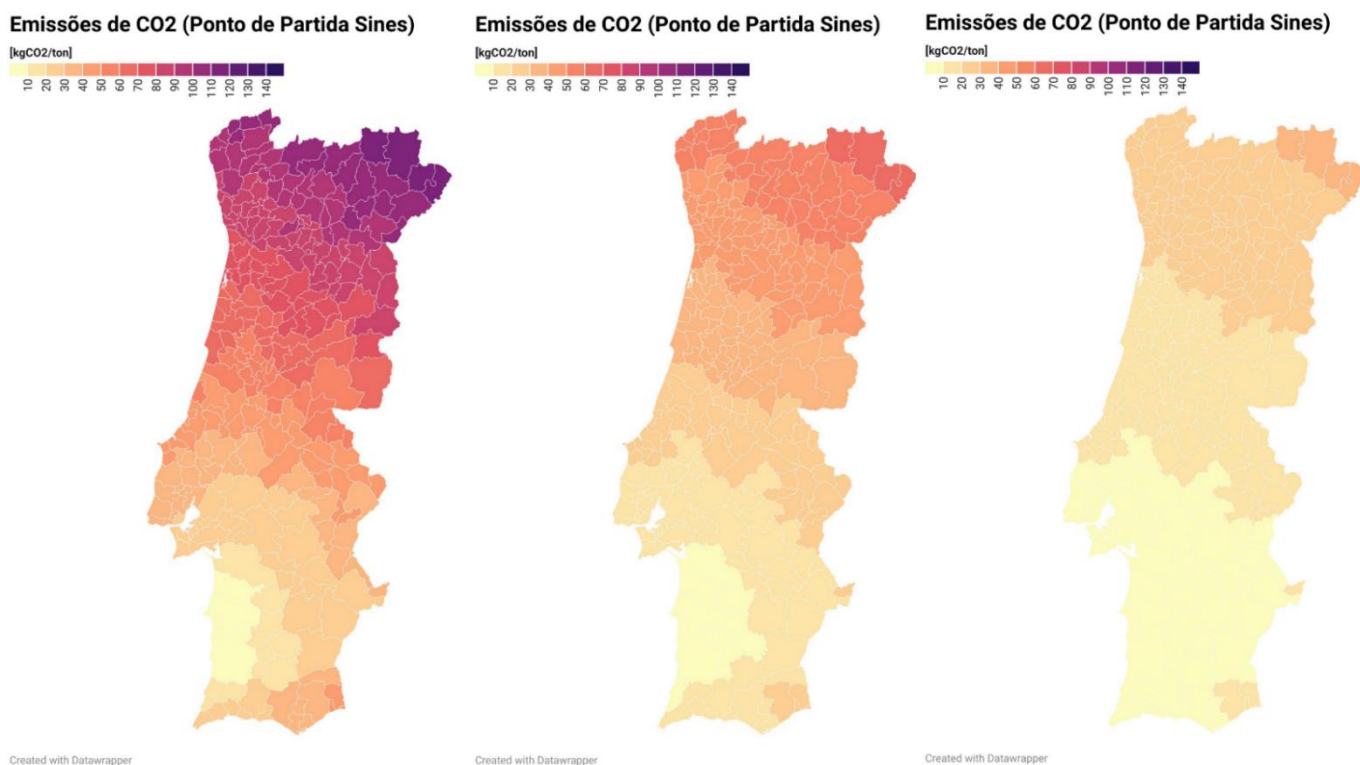 Emissões de CO2 (Ponto de Partida Sines)
[kgCO2/ton]
10 20 30 40 50 60 70 80 90 100 110 120 130 140
Created with Datawrapper
Emissões de CO2 (Ponto de Partida Sines)
[kgCO2/ton]
10 20 30 40 50 60 70 80 90 100 110 120 130 140
Created with Datawrapper
Emissões de CO2 (Ponto de Partida Sines)
[kgCO2/ton]
10 20 30 40 50 60 70 80 90 100 110 120 130 140
Created with Datawrapper